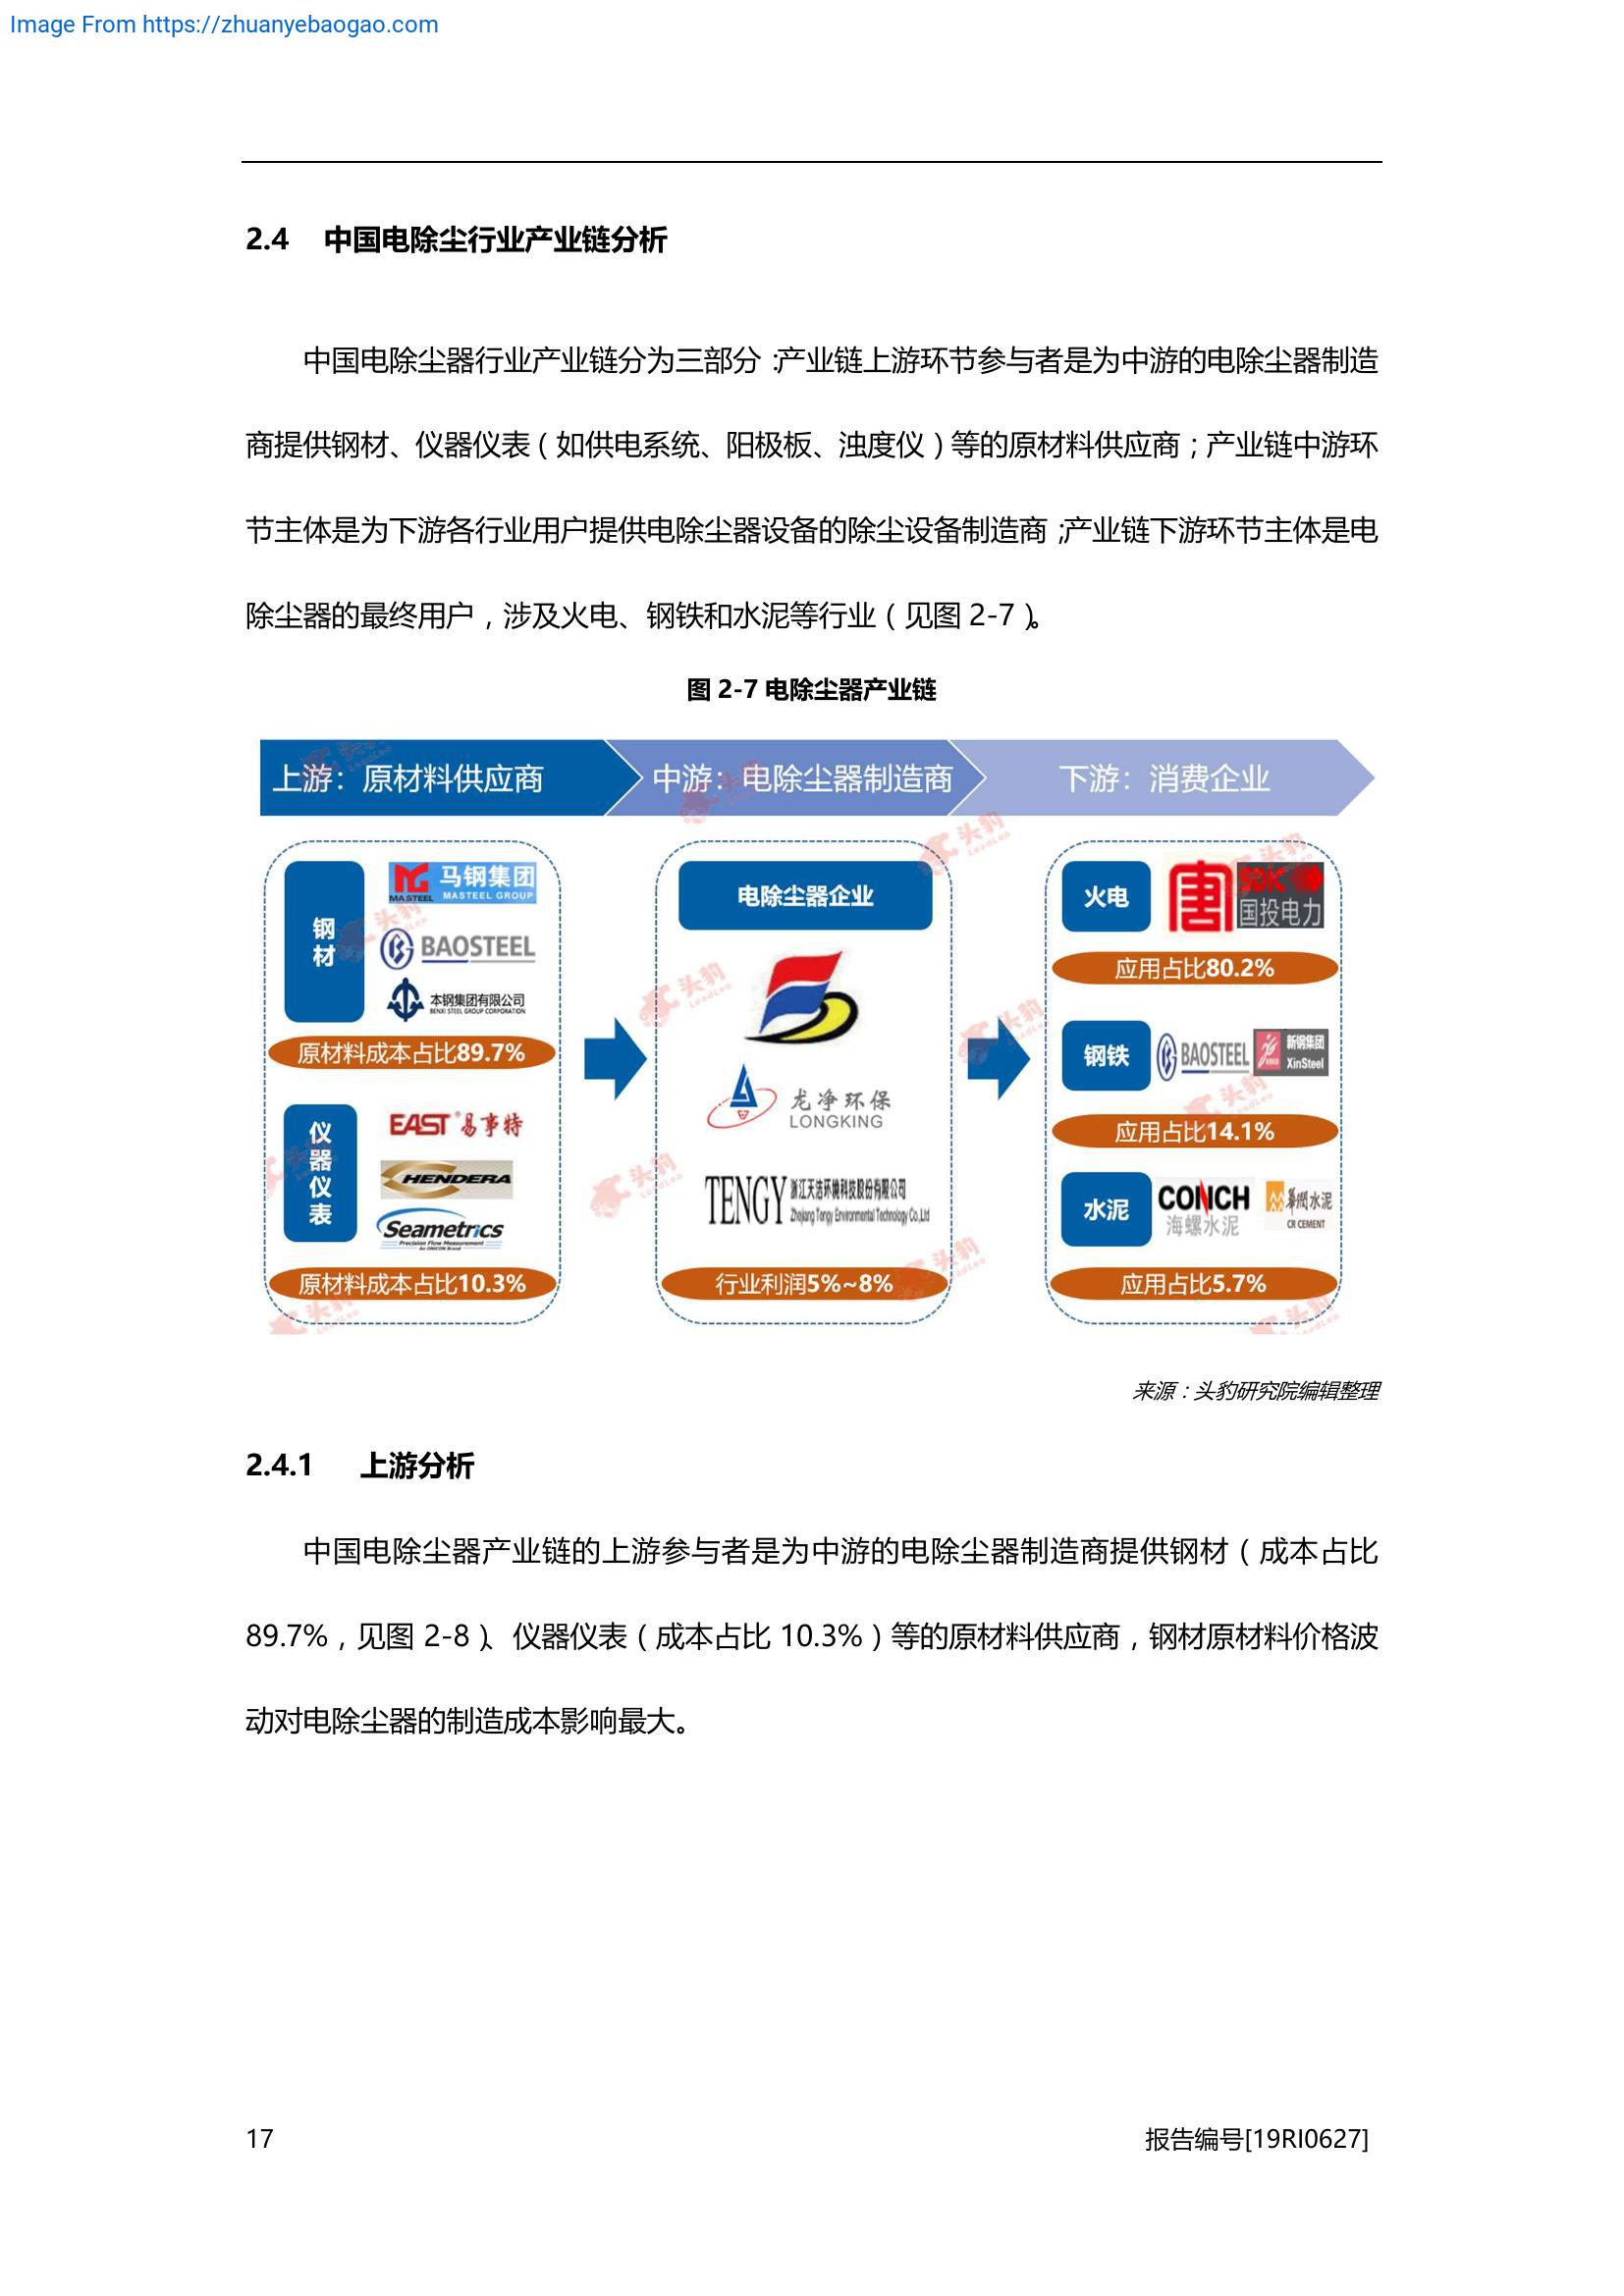 Image From https://zhuanyebaogao.com
2.4 中国电除尘行业产业链分析
中国电除尘器行业产业链分为三部分：产业链上游环节参与者是为中游的电除尘器制造
商提供钢材、仪器仪表（如供电系统、阳极板、浊度仪）等的原材料供应商；产业链中游环
节主体是为下游各行业用户提供电除尘器设备的除尘设备制造商；产业链下游环节主体是电
除尘器的最终用户，涉及火电、钢铁和水泥等行业（见图 2-7）。
图 2-7 电除尘器产业链
上游：原材料供应商
中游：电除尘器制造商
下游：消费企业
钢材
马钢集团
MASTEEL
MASTEEL GROUP
BAOSTEEL
本钢集团有限公司
BENXI STEEL GROUP CORPORATION
原材料成本占比89.7%
仪器仪表
EAST®易事特
CHENDERA
Seametrics
Precision Flow Measurement
An ONICON Brand
原材料成本占比10.3%
电除尘器企业
龙净环保
LONGKING
TENGY
浙江天洁环境科技股份有限公司
Zhejiang Tengy Environmental Technology Co.,Ltd
行业利润5%~8%
火电
唐
SDIC
国投电力
应用占比80.2%
钢铁
BAOSTEEL
新钢集团
XinSteel
应用占比14.1%
水泥
CONCH
海螺水泥
华润水泥
CR CEMENT
应用占比5.7%
头豹
LeadLeo
来源：头豹研究院编辑整理
2.4.1 上游分析
中国电除尘器产业链的上游参与者是为中游的电除尘器制造商提供钢材（成本占比
89.7%，见图 2-8）、仪器仪表（成本占比 10.3%）等的原材料供应商，钢材原材料价格波
动对电除尘器的制造成本影响最大。
17
报告编号[19RI0627]